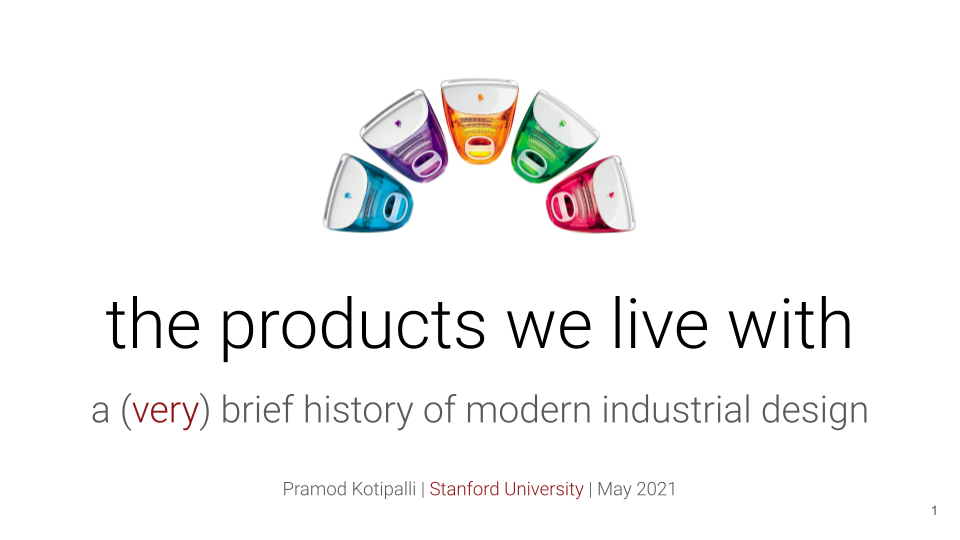 the products we live with
a (very) brief history of modern industrial design
Pramod Kotipalli | Stanford University | May 2021
1